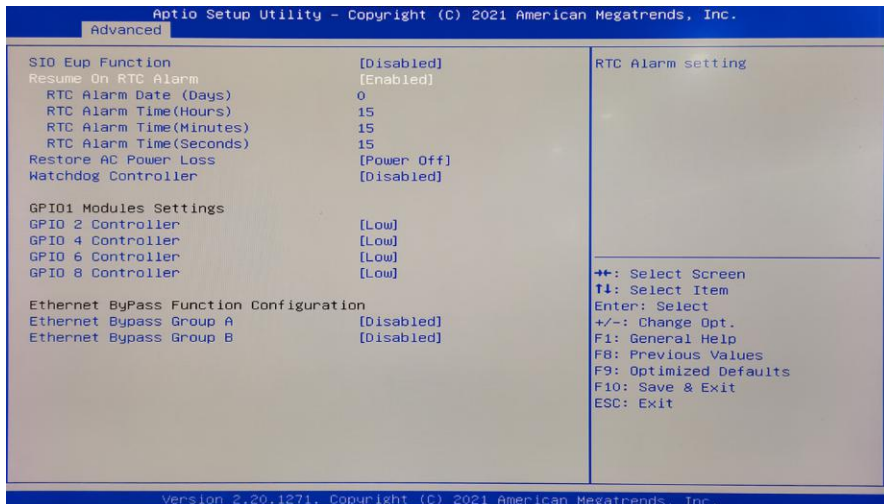 Aptio Setup Utility – Copyright (C) 2021 American Megatrends, Inc.
Advanced
SIO Eup Function [Disabled]
Resume On RTC Alarm [Enabled]
RTC Alarm Date (Days) 0
RTC Alarm Time(Hours) 15
RTC Alarm Time(Minutes) 15
RTC Alarm Time(Seconds) 15
Restore AC Power Loss [Power Off]
Watchdog Controller [Disabled]
GPIO1 Modules Settings
GPIO 2 Controller [Low]
GPIO 4 Controller [Low]
GPIO 6 Controller [Low]
GPIO 8 Controller [Low]
Ethernet ByPass Function Configuration
Ethernet Bypass Group A [Disabled]
Ethernet Bypass Group B [Disabled]
RTC Alarm setting
→←: Select Screen
↑↓: Select Item
Enter: Select
+/-: Change Opt.
F1: General Help
F8: Previous Values
F9: Optimized Defaults
F10: Save & Exit
ESC: Exit
Version 2.20.1271. Copyright (C) 2021 American Megatrends, Inc.